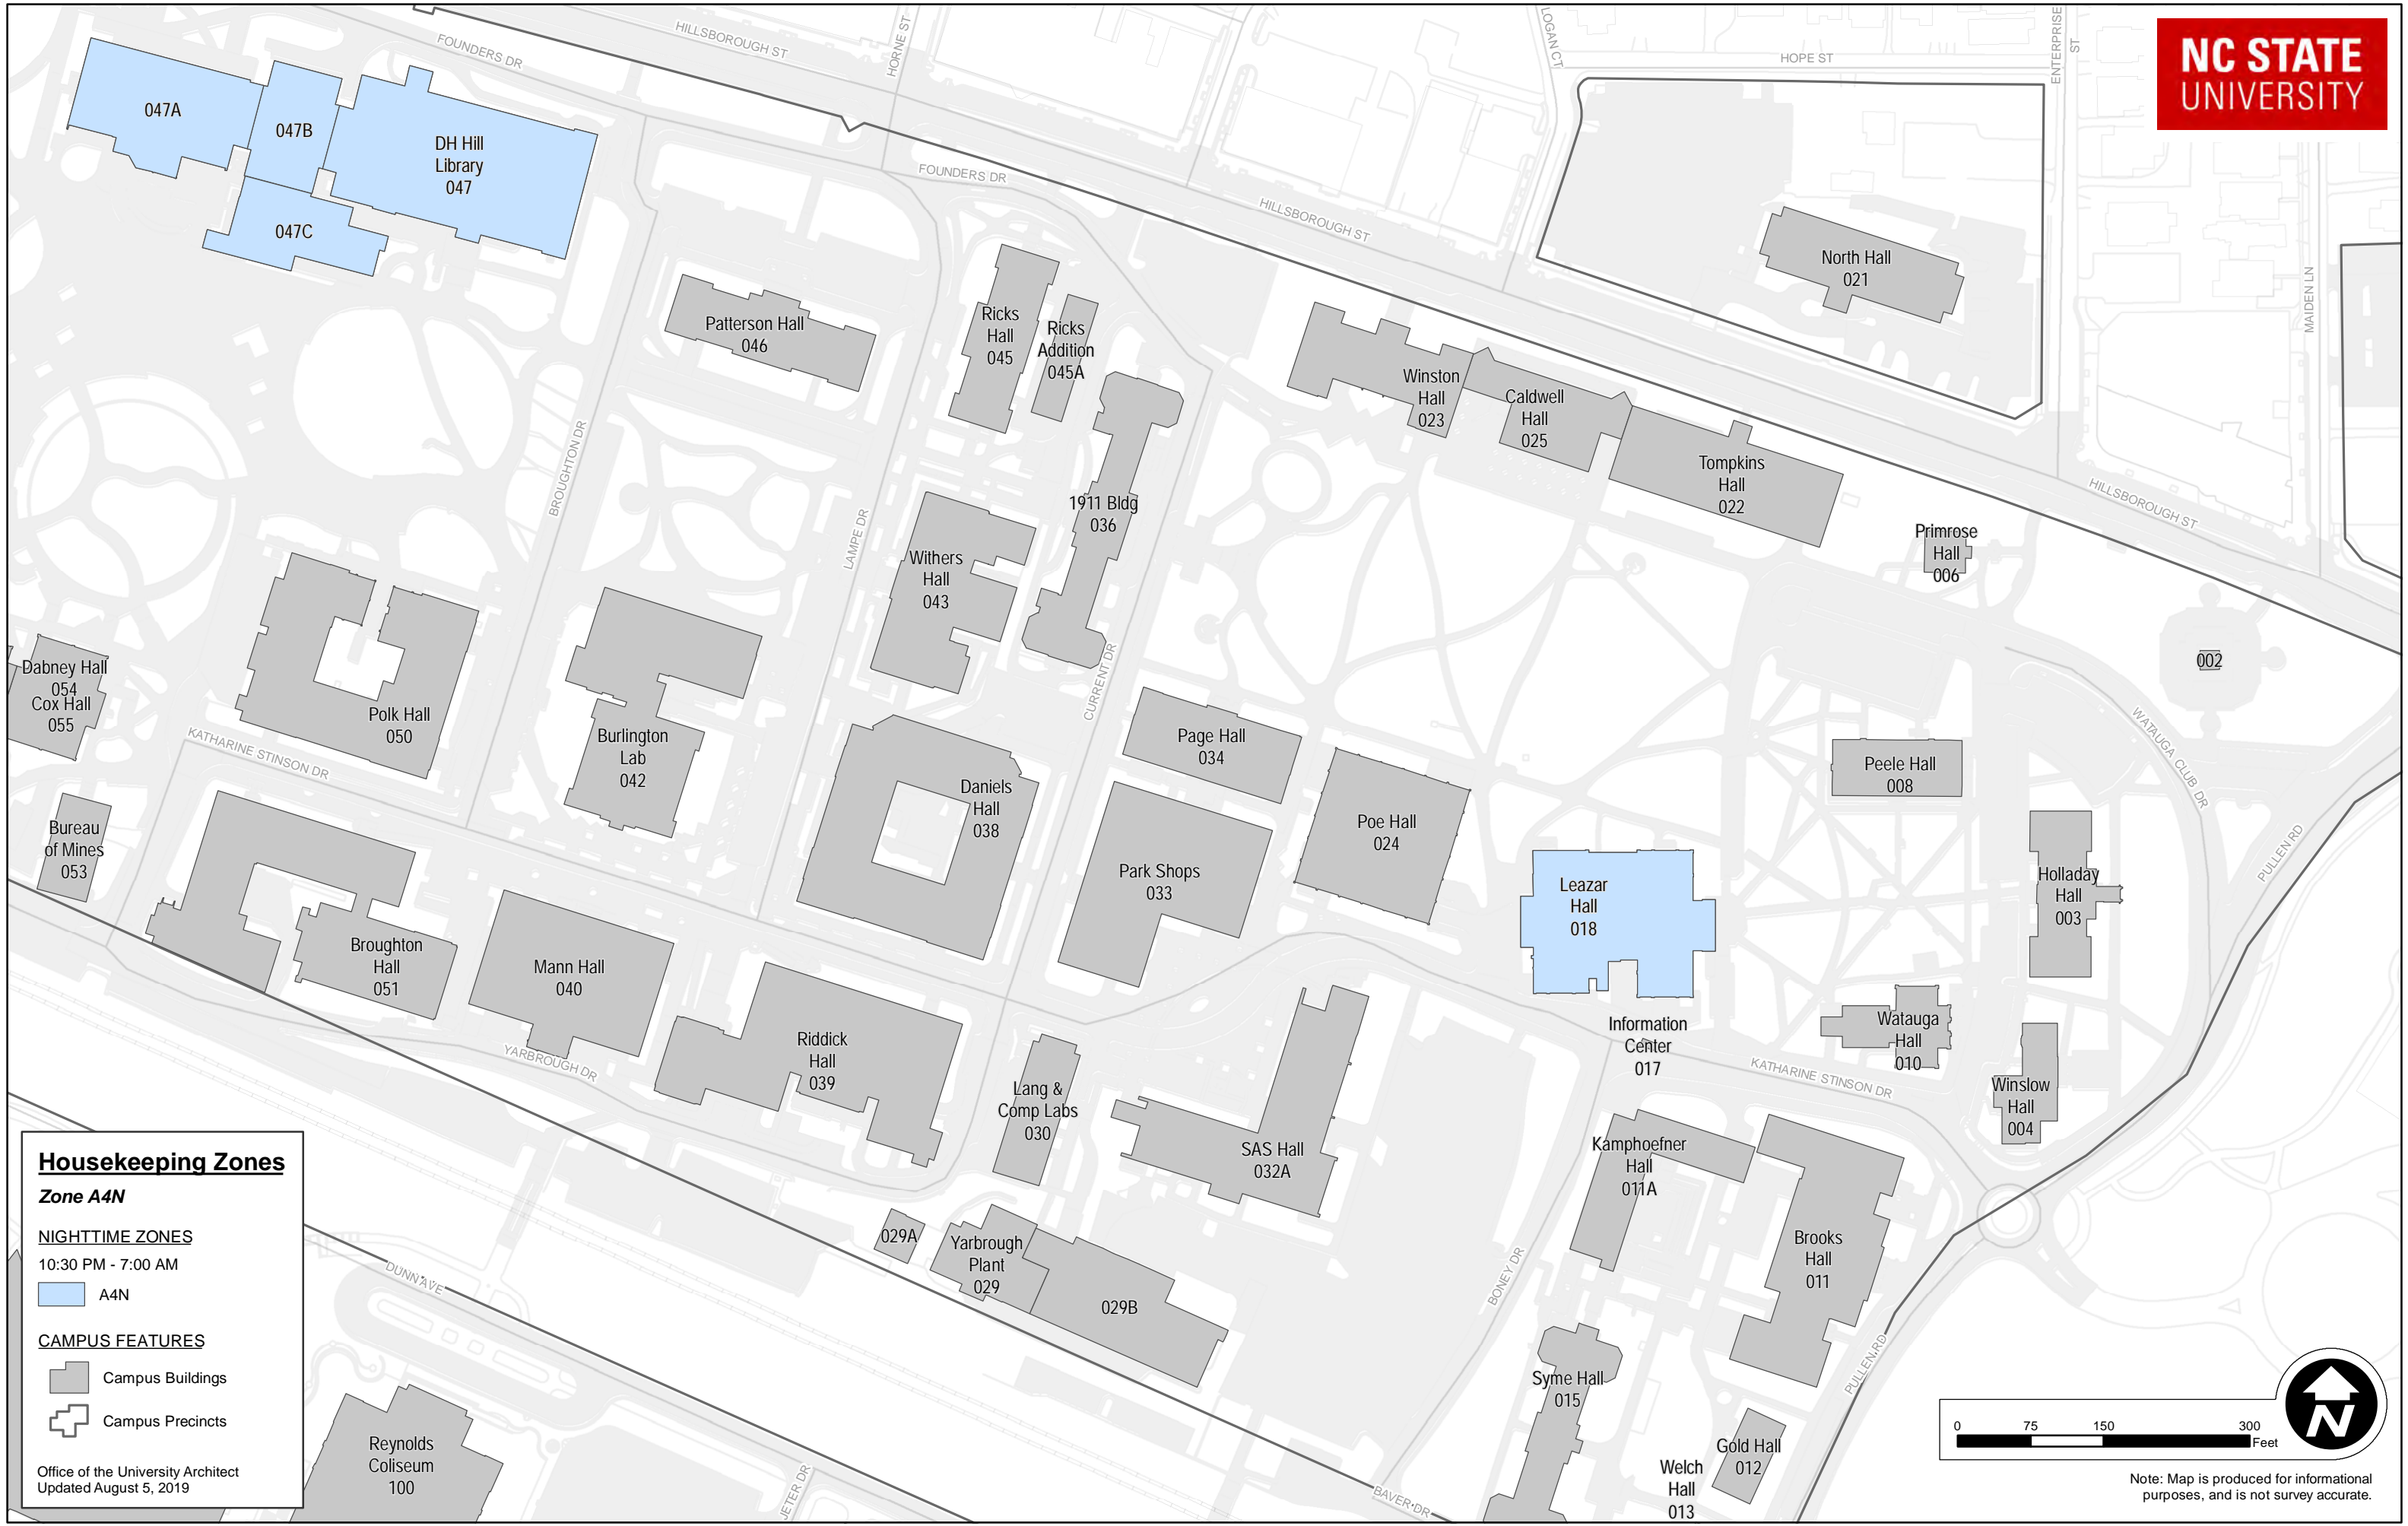 NC STATE
UNIVERSITY
HILLSBOROUGH ST
FOUNDERS DR
HORNE ST
LOGAN CT
HOPE ST
ENTERPRISE
ST
047A
047B
DH Hill
Library
047
047C
FOUNDERS DR
HILLSBOROUGH ST
North Hall
021
MAIDEN LN
Patterson Hall
046
Ricks
Hall
045
Ricks
Addition
045A
Winston
Hall
023
Caldwell
Hall
025
Tompkins
Hall
022
HILLSBOROUGH ST
BROUGHTON DR
LAMPE DR
1911 Bldg
036
Withers
Hall
043
Primrose
Hall
006
002
Dabney Hall
054
Cox Hall
055
Polk Hall
050
KATHARINE STINSON DR
Burlington
Lab
042
CURRENT DR
Page Hall
034
Daniels
Hall
038
Peele Hall
008
WATAUGA CLUB DR
PULLEN RD
Bureau
of Mines
053
Poe Hall
024
Park Shops
033
Leazar
Hall
018
Holladay
Hall
003
Broughton
Hall
051
Mann Hall
040
Riddick
Hall
039
YARBROUGH DR
Information
Center
017
Watauga
Hall
010
KATHARINE STINSON DR
Winslow
Hall
004
Lang &
Comp Labs
030
SAS Hall
032A
Kamphoefner
Hall
011A
Brooks
Hall
011
029A
Yarbrough
Plant
029
029B
BONEY DR
DUNN AVE
PULLEN RD
Syme Hall
015
Gold Hall
012
Welch
Hall
013
BAVER DR
JETER DR
Reynolds
Coliseum
100
Housekeeping Zones
Zone A4N
NIGHTTIME ZONES
10:30 PM - 7:00 AM
A4N
CAMPUS FEATURES
Campus Buildings
Campus Precincts
Office of the University Architect
Updated August 5, 2019
0 75 150 300
Feet
N
Note: Map is produced for informational
purposes, and is not survey accurate.